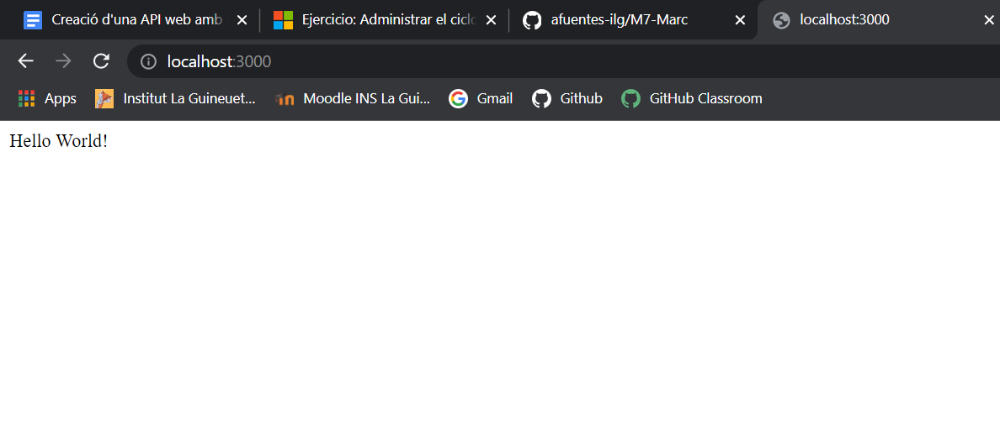 Creació d'una API web amb Ejercicio: Administrar el ciclo afuentes-ilg/M7-Marc localhost:3000
localhost:3000
Apps Institut La Guineuet... Moodle INS La Gui... Gmail Github GitHub Classroom
Hello World!